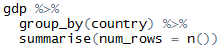 gdp %>%
  group_by(country) %>%
  summarise(num_rows = n())